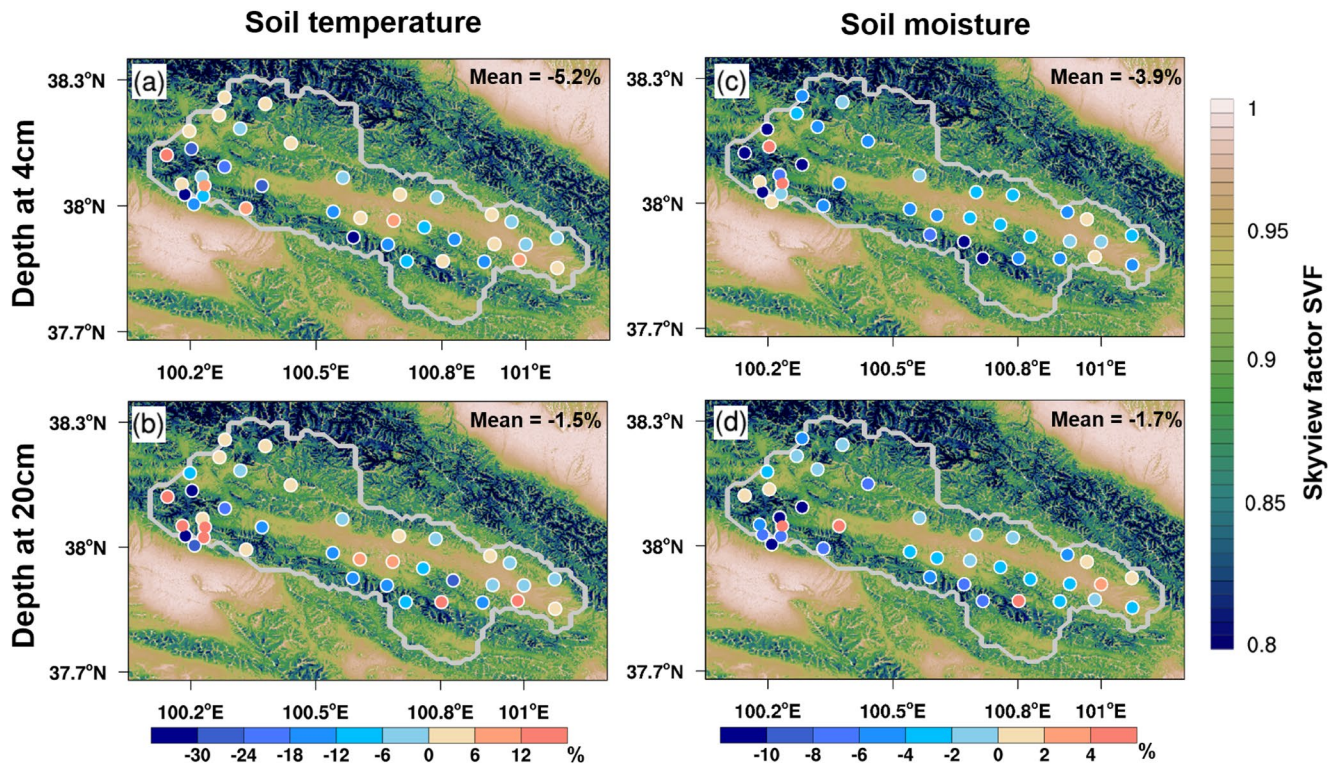 Soil temperature
Soil moisture
Depth at 4cm
38.3°N
38°N
37.7°N
(a)
Mean = -5.2%
100.2°E 100.5°E 100.8°E 101°E
38.3°N
38°N
37.7°N
(c)
Mean = -3.9%
100.2°E 100.5°E 100.8°E 101°E
Depth at 20cm
38.3°N
38°N
37.7°N
(b)
Mean = -1.5%
100.2°E 100.5°E 100.8°E 101°E
38.3°N
38°N
37.7°N
(d)
Mean = -1.7%
100.2°E 100.5°E 100.8°E 101°E
-30 -24 -18 -12 -6 0 6 12 %
-10 -8 -6 -4 -2 0 2 4 %
1
0.95
0.9
0.85
0.8
Skyview factor SVF